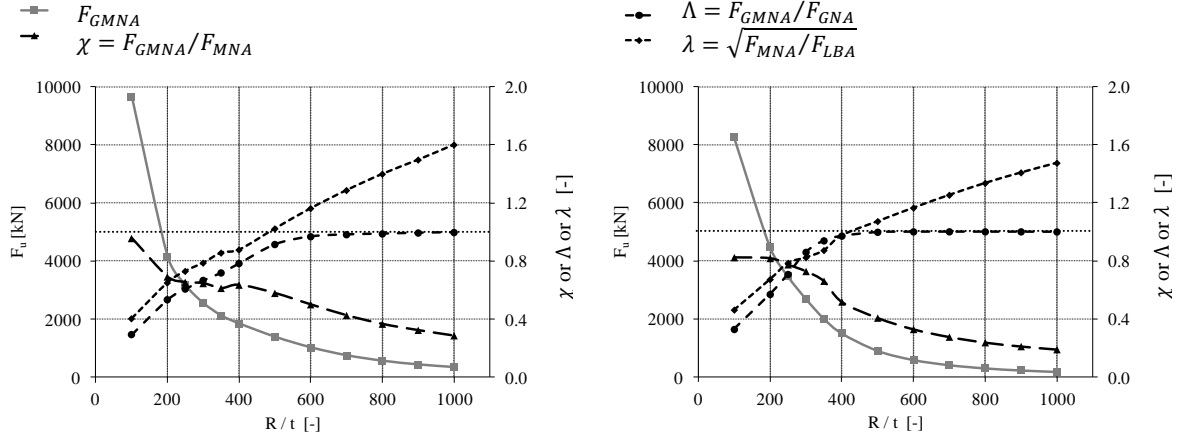 F_GMNA
χ = F_GMNA/F_MNA
Λ = F_GMNA/F_GNA
λ = √F_MNA/F_LBA
10000
8000
6000
4000
2000
0
F_u [kN]
2.0
1.6
1.2
0.8
0.4
0.0
χ or Λ or λ [-]
0 200 400 600 800 1000
R / t [-]
10000
8000
6000
4000
2000
0
F_u [kN]
2.0
1.6
1.2
0.8
0.4
0.0
χ or Λ or λ [-]
0 200 400 600 800 1000
R / t [-]